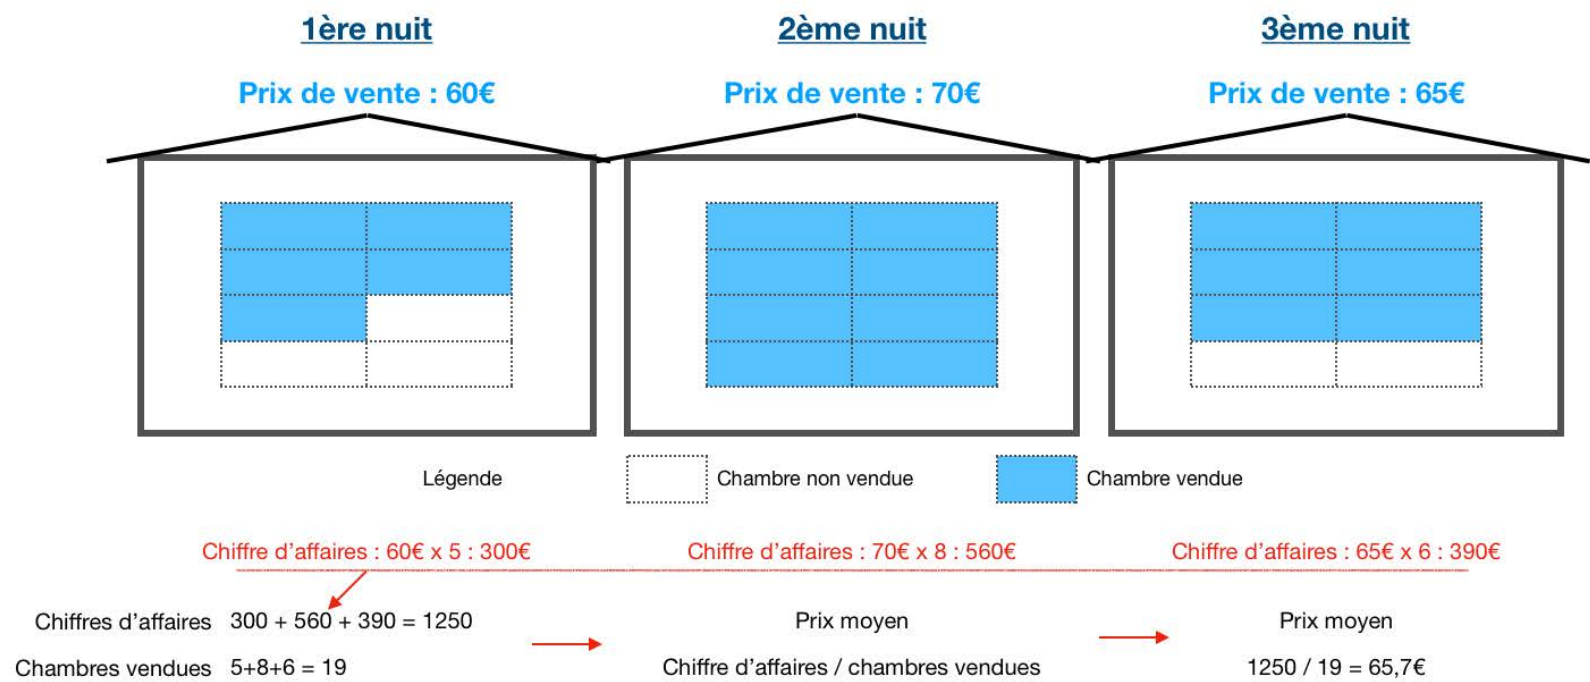 1ère nuit
2ème nuit
3ème nuit
Prix de vente : 60€
Prix de vente : 70€
Prix de vente : 65€
Légende
Chambre non vendue
Chambre vendue
Chiffre d'affaires : 60€ x 5 : 300€
Chiffre d'affaires : 70€ x 8 : 560€
Chiffre d'affaires : 65€ x 6 : 390€
Chiffres d'affaires 300 + 560 + 390 = 1250
Chambres vendues 5+8+6 = 19
Prix moyen
Chiffre d'affaires / chambres vendues
Prix moyen
1250 / 19 = 65,7€